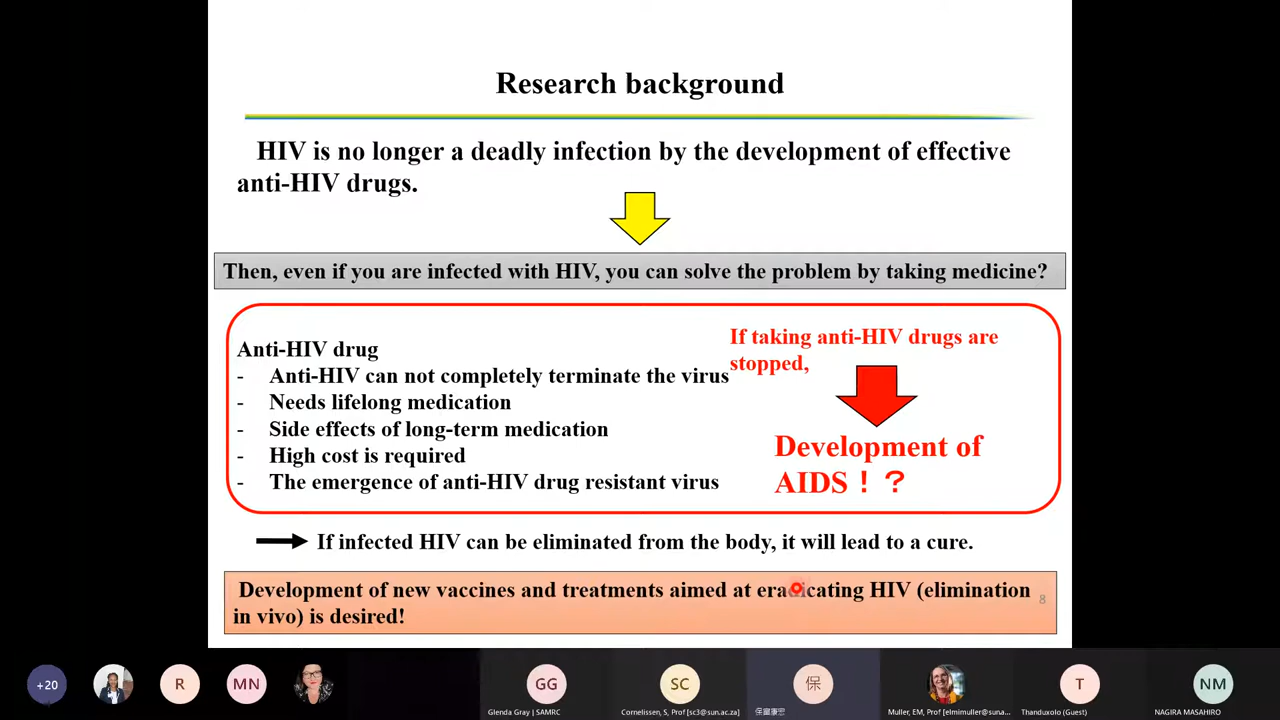 Research background
HIV is no longer a deadly infection by the development of effective
anti-HIV drugs.
Then, even if you are infected with HIV, you can solve the problem by taking medicine?
Anti-HIV drug
- Anti-HIV can not completely terminate the virus
- Needs lifelong medication
- Side effects of long-term medication
- High cost is required
- The emergence of anti-HIV drug resistant virus
If taking anti-HIV drugs are
stopped,
Development of
AIDS！？
If infected HIV can be eliminated from the body, it will lead to a cure.
Development of new vaccines and treatments aimed at eradicating HIV (elimination
in vivo) is desired!
8
+20
R
MN
GG
Glenda Gray | SAMRC
SC
Cornelissen, S, Prof [sc3@sun.ac.za]
保
保富康宏
Muller, EM, Prof [elmimuller@suna...
T
Thanduxolo (Guest)
NM
NAGIRA MASAHIRO